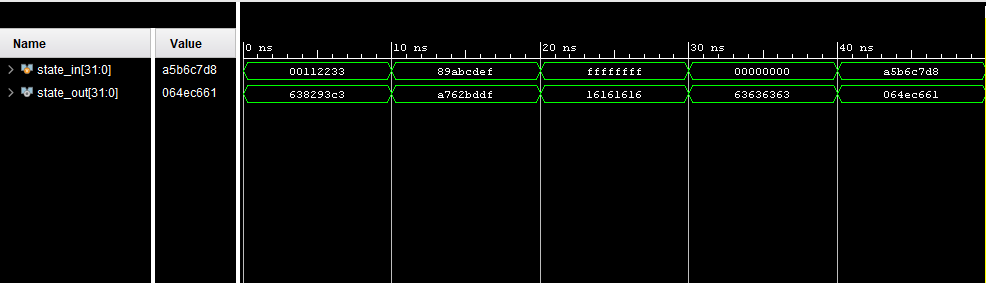 Name Value 0 ns 10 ns 20 ns 30 ns 40 ns
state_in[31:0] a5b6c7d8 00112233 89abcdef ffffffff 00000000 a5b6c7d8
state_out[31:0] 064ec661 638293c3 a762bddf 16161616 63636363 064ec661